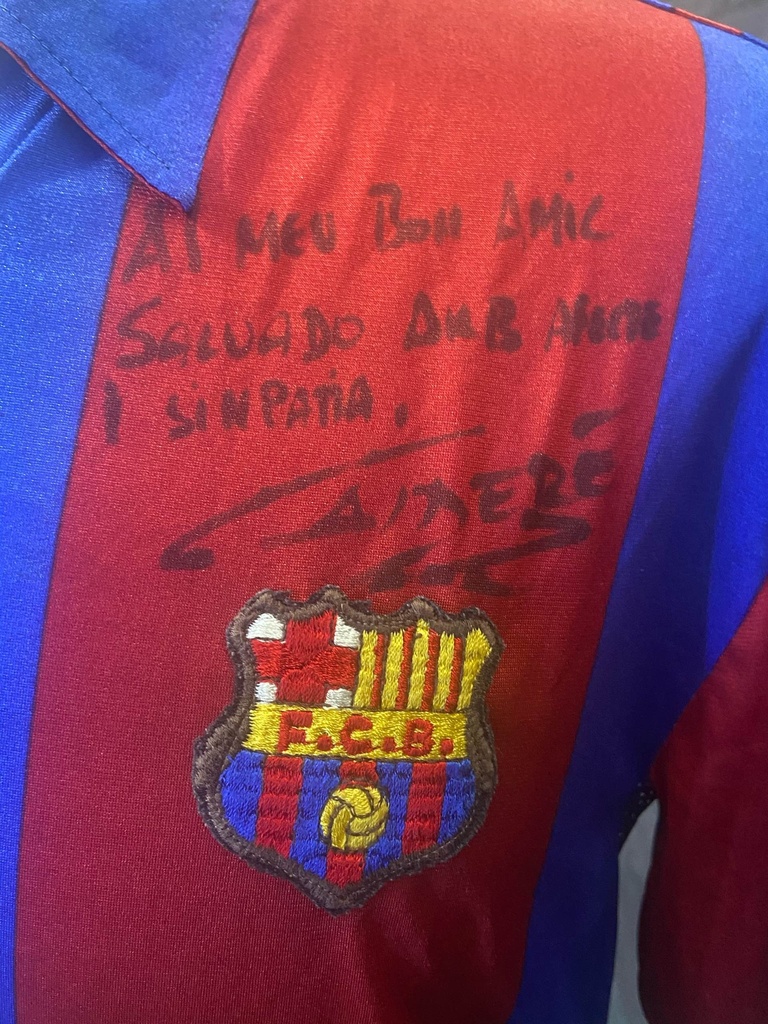 Al MEU BON AMIC
SALVADO AMB AFECTE
I SINPATIA.
F.C.B.